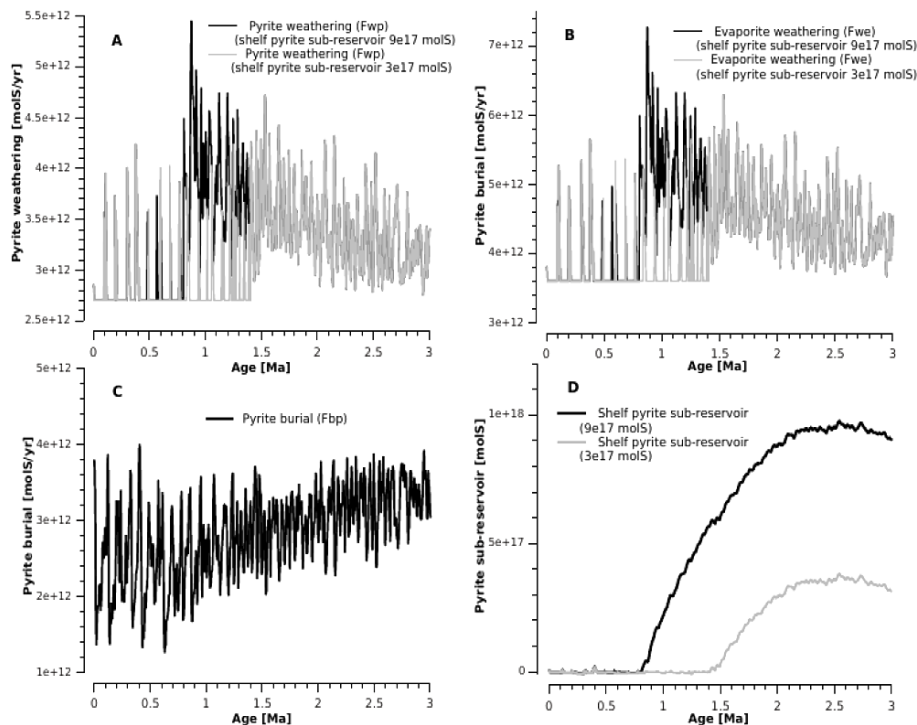 A
Pyrite weathering (Fwp)
(shelf pyrite sub-reservoir 9e17 molS)
Pyrite weathering (Fwp)
(shelf pyrite sub-reservoir 3e17 molS)
Pyrite weathering [molS/yr]
5.5e+12
5e+12
4.5e+12
4e+12
3.5e+12
3e+12
2.5e+12
0
0.5
1
1.5
2
2.5
3
Age [Ma]
B
Evaporite weathering (Fwe)
(shelf pyrite sub-reservoir 9e17 molS)
Evaporite weathering (Fwe)
(shelf pyrite sub-reservoir 3e17 molS)
Pyrite burial [molS/yr]
7e+12
6e+12
5e+12
4e+12
3e+12
0
0.5
1
1.5
2
2.5
3
Age [Ma]
C
Pyrite burial (Fbp)
Pyrite burial [molS/yr]
5e+12
4e+12
3e+12
2e+12
1e+12
0
0.5
1
1.5
2
2.5
3
Age [Ma]
D
Shelf pyrite sub-reservoir
(9e17 molS)
Shelf pyrite sub-reservoir
(3e17 molS)
Pyrite sub-reservoir [molS]
1e+18
5e+17
0
0
0.5
1
1.5
2
2.5
3
Age [Ma]